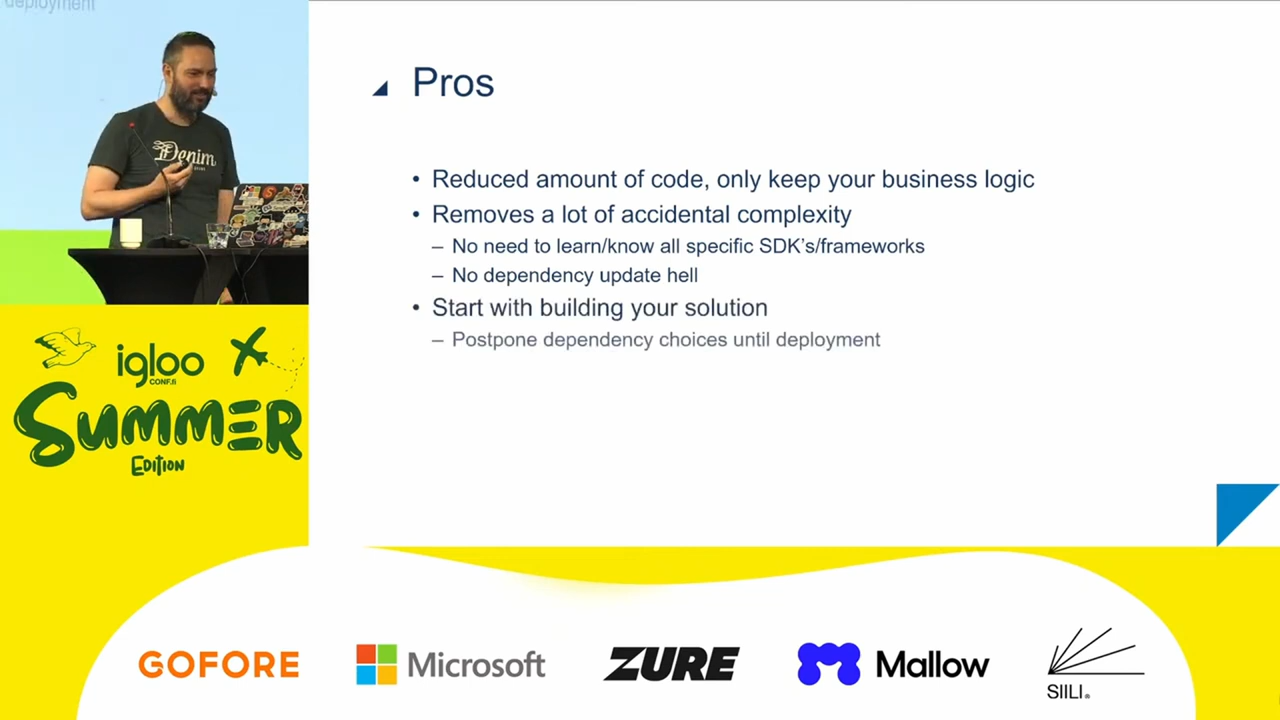 deployment
Denim
Pros
• Reduced amount of code, only keep your business logic
• Removes a lot of accidental complexity
– No need to learn/know all specific SDK's/frameworks
– No dependency update hell
• Start with building your solution
– Postpone dependency choices until deployment
igloo
CONF.fi
SUMMER
EDITION
GOFORE
Microsoft
ZURE
Mallow
SIILI